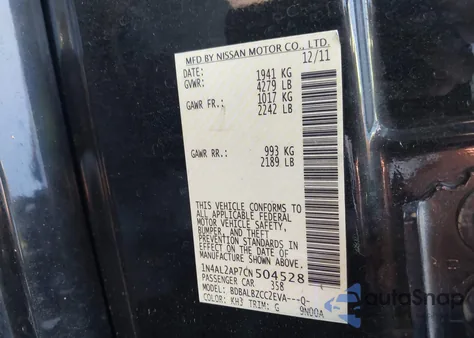 MFD BY NISSAN MOTOR CO., LTD.
DATE: 12/11
GVWR: 1941 KG
4279 LB
GAWR FR.: 1017 KG
2242 LB
GAWR RR.: 993 KG
2189 LB
THIS VEHICLE CONFORMS TO
ALL APPLICABLE FEDERAL
MOTOR VEHICLE SAFETY,
BUMPER, AND THEFT
PREVENTION STANDARDS
IN EFFECT ON THE DATE OF
MANUFACTURE SHOWN ABOVE.
1N4AL2AP7CN504528
PASSENGER CAR 358
MODEL: BDBALBZCC2EVA---Q-
COLOR: KH3 TRIM: G 9N00A
AutoSnap